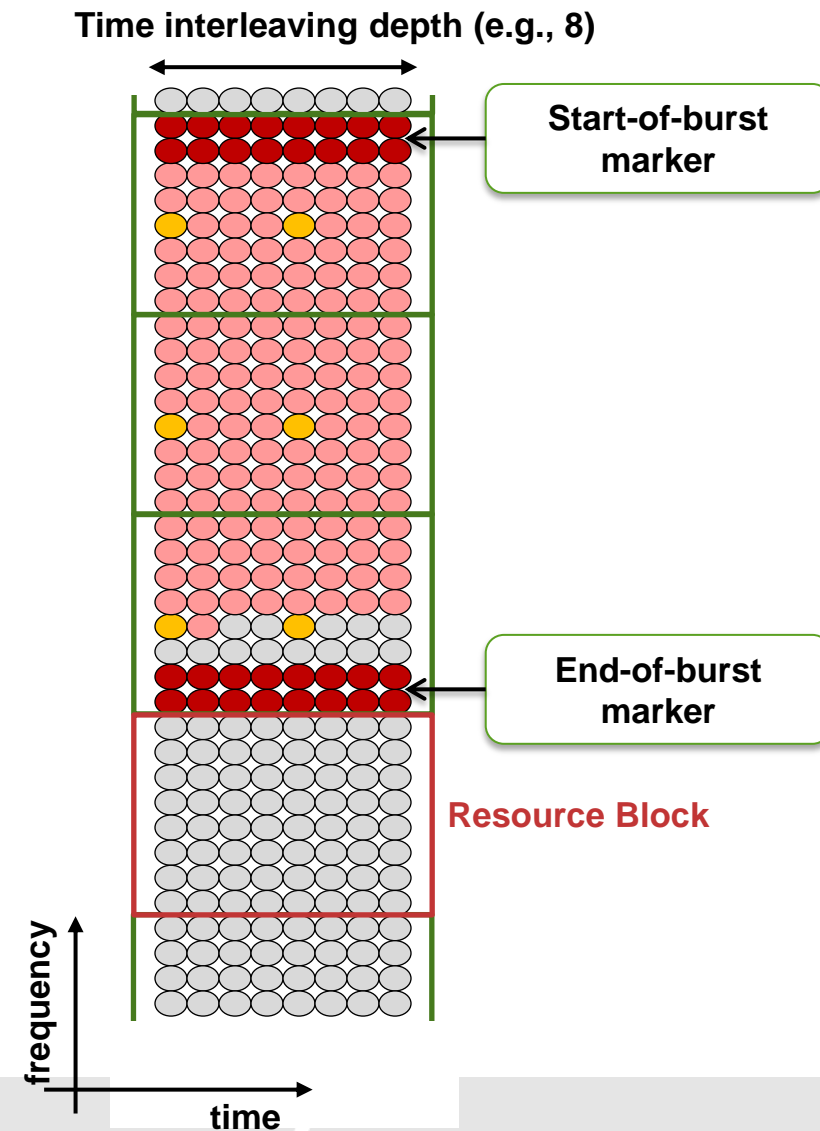 Time interleaving depth (e.g., 8)
Start-of-burst
marker
End-of-burst
marker
Resource Block
frequency
time